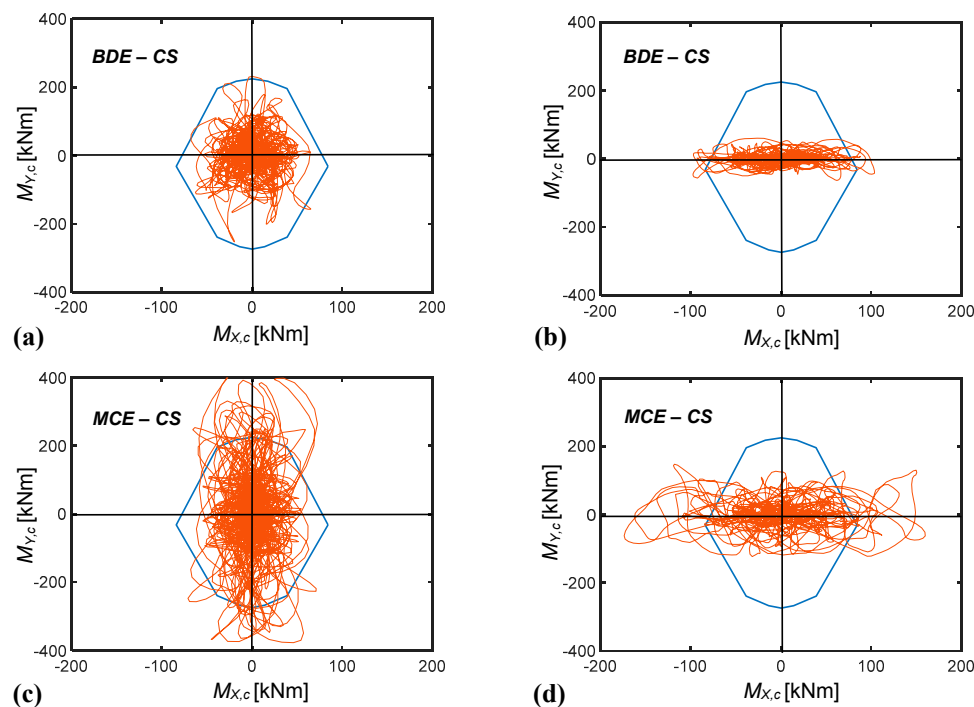 400
BDE – CS
200
0
-200
-400
-200
-100
0
100
200
M_Y,c [kNm]
M_X,c [kNm]
(a)
400
BDE – CS
200
0
-200
-400
-200
-100
0
100
200
M_Y,c [kNm]
M_X,c [kNm]
(b)
400
MCE – CS
200
0
-200
-400
-200
-100
0
100
200
M_Y,c [kNm]
M_X,c [kNm]
(c)
400
MCE – CS
200
0
-200
-400
-200
-100
0
100
200
M_Y,c [kNm]
M_X,c [kNm]
(d)